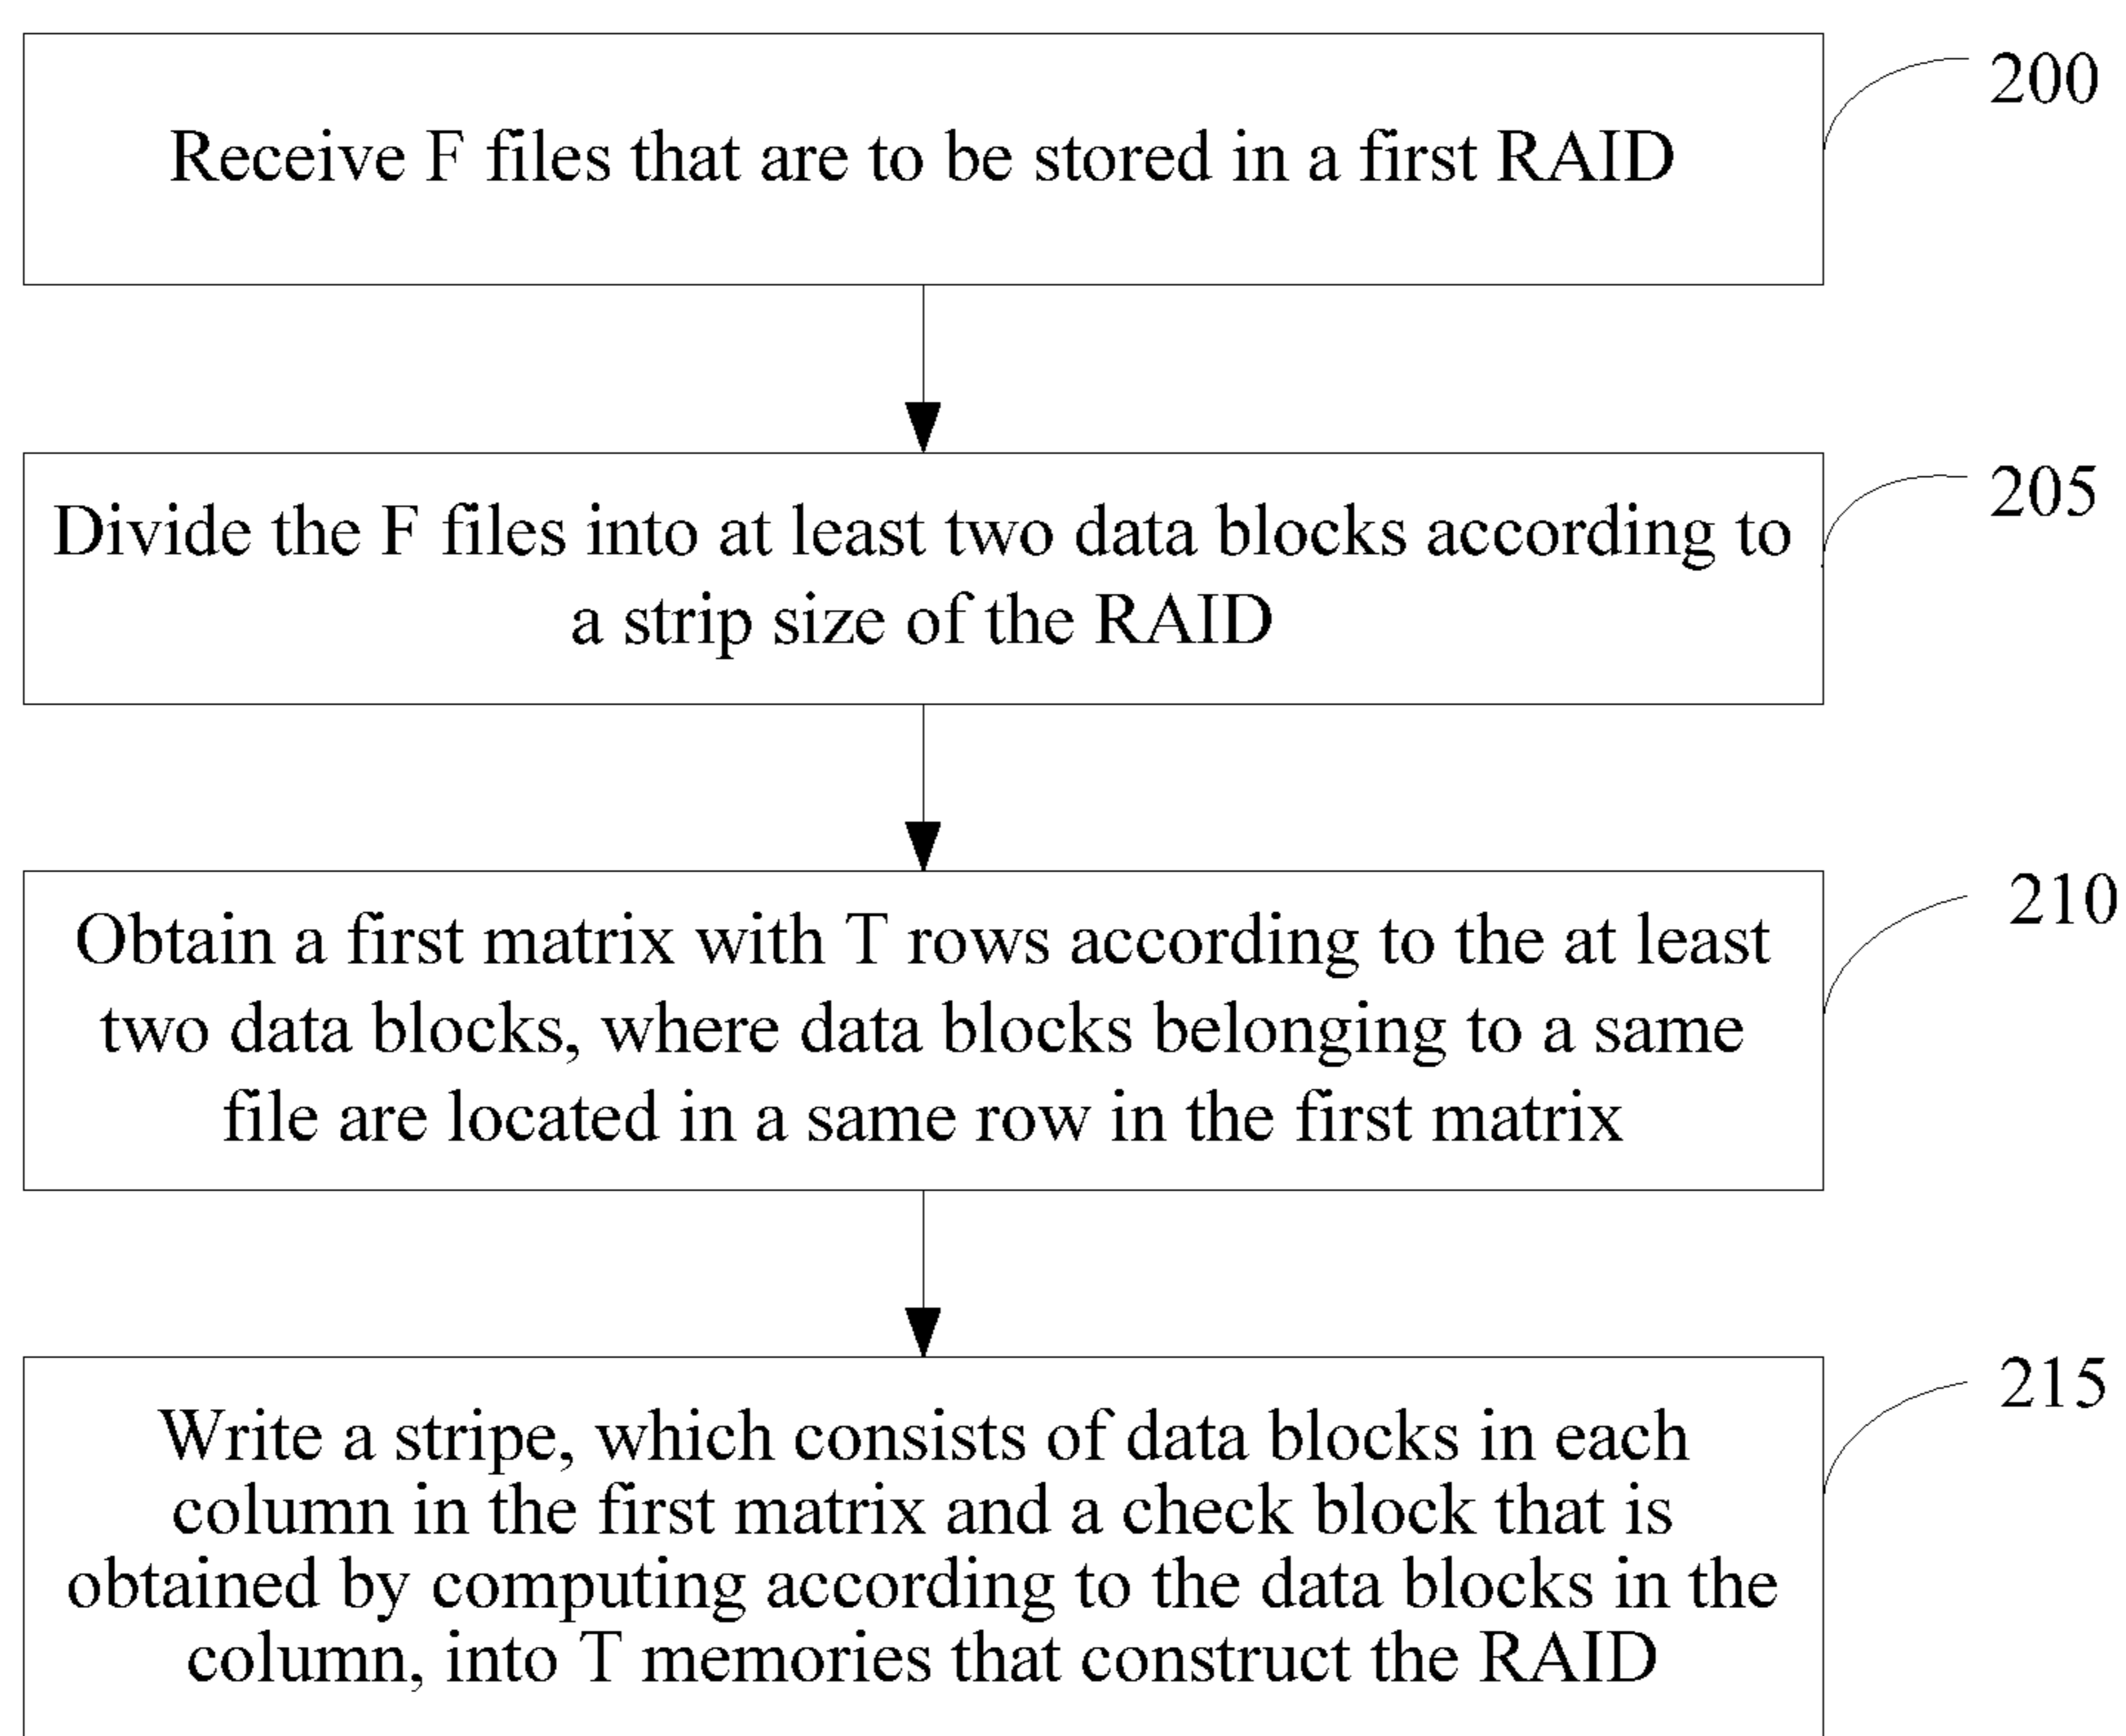 200
Receive F files that are to be stored in a first RAID
205
Divide the F files into at least two data blocks according to
a strip size of the RAID
210
Obtain a first matrix with T rows according to the at least
two data blocks, where data blocks belonging to a same
file are located in a same row in the first matrix
215
Write a stripe, which consists of data blocks in each
column in the first matrix and a check block that is
obtained by computing according to the data blocks in the
column, into T memories that construct the RAID